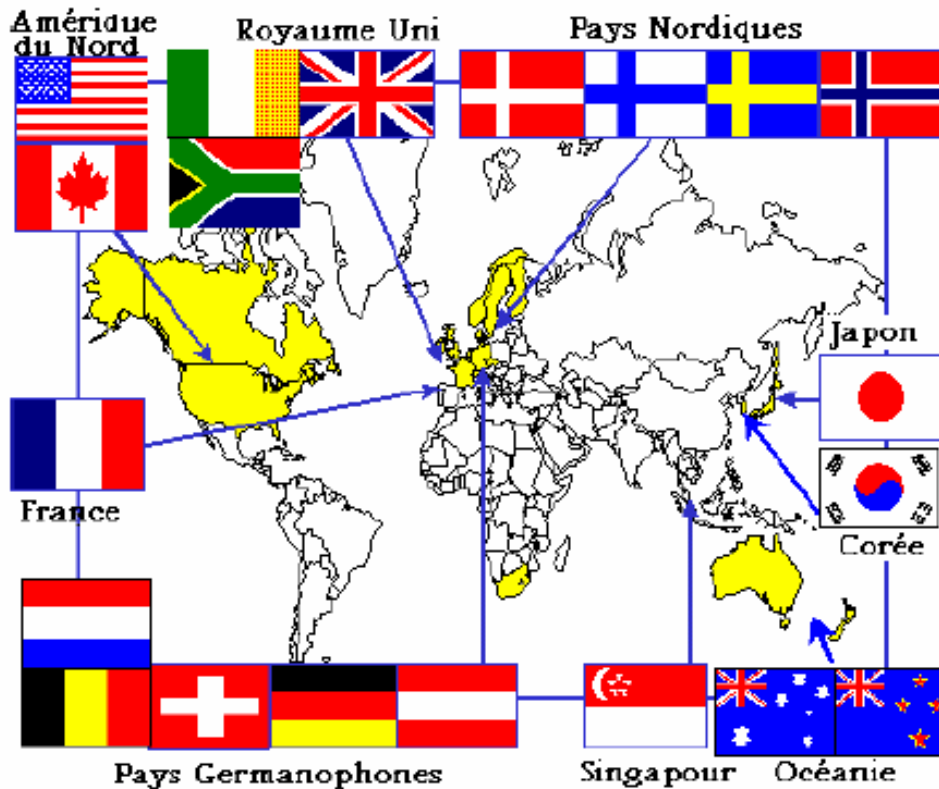 Amérique
du Nord
Royaume Uni
Pays Nordiques
Japon
France
Corée
Pays Germanophones
Singapour
Océanie